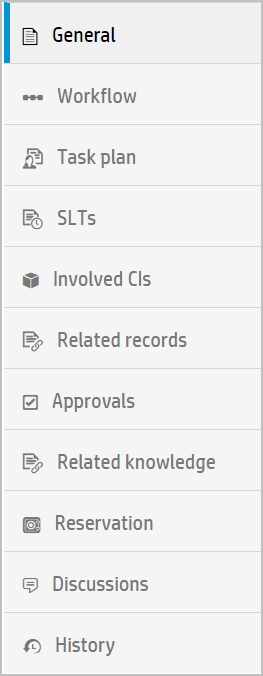 General
Workflow
Task plan
SLTs
Involved CIs
Related records
Approvals
Related knowledge
Reservation
Discussions
History